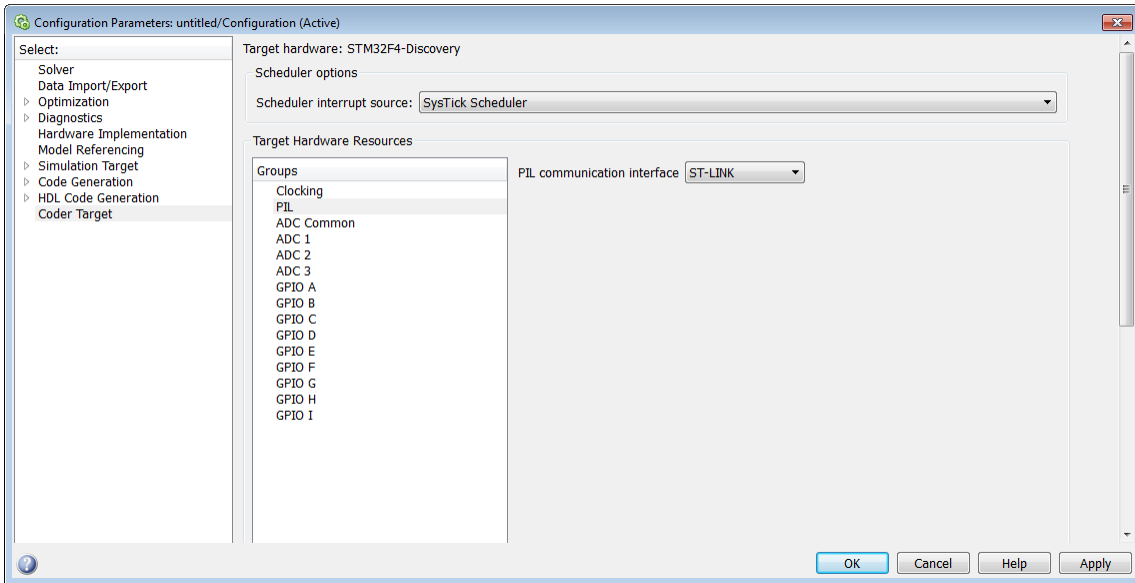 Configuration Parameters: untitled/Configuration (Active)
Select:
Solver
Data Import/Export
Optimization
Diagnostics
Hardware Implementation
Model Referencing
Simulation Target
Code Generation
HDL Code Generation
Coder Target
Target hardware: STM32F4-Discovery
Scheduler options
Scheduler interrupt source: SysTick Scheduler
Target Hardware Resources
Groups
Clocking
PIL
ADC Common
ADC 1
ADC 2
ADC 3
GPIO A
GPIO B
GPIO C
GPIO D
GPIO E
GPIO F
GPIO G
GPIO H
GPIO I
PIL communication interface ST-LINK
OK Cancel Help Apply